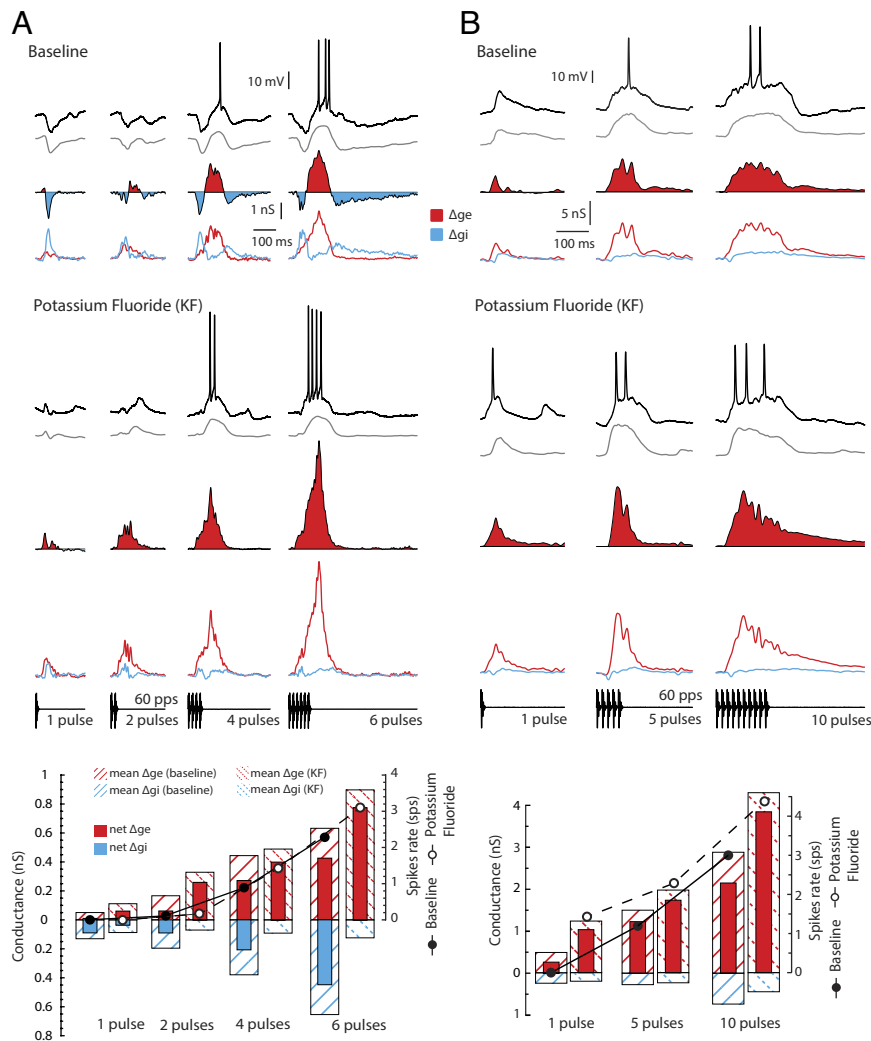 A
Baseline
10 mV
1 nS
100 ms
Potassium Fluoride (KF)
60 pps
1 pulse
2 pulses
4 pulses
6 pulses
B
Baseline
10 mV
Δge
Δgi
5 nS
100 ms
Potassium Fluoride (KF)
60 pps
1 pulse
5 pulses
10 pulses
mean Δge (baseline)
mean Δgi (baseline)
mean Δge (KF)
mean Δgi (KF)
net Δge
net Δgi
Conductance (nS)
1
0.8
0.6
0.4
0.2
0
0.2
0.4
0.6
0.8
4
3
2
1
0
Spikes rate (sps)
Baseline
Potassium
Fluoride
1 pulse
2 pulses
4 pulses
6 pulses
Conductance (nS)
4
3
2
1
0
1
4
3
2
1
0
Spikes rate (sps)
Baseline
Potassium
Fluoride
1 pulse
5 pulses
10 pulses